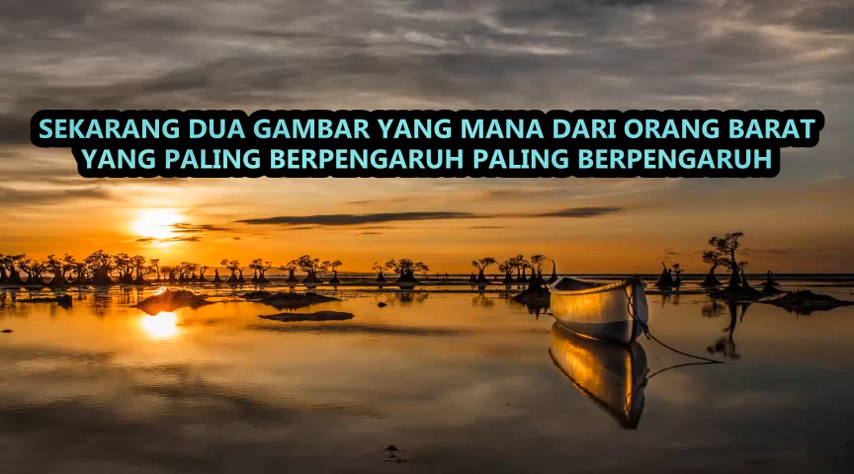 SEKARANG DUA GAMBAR YANG MANA DARI ORANG BARAT
YANG PALING BERPENGARUH PALING BERPENGARUH